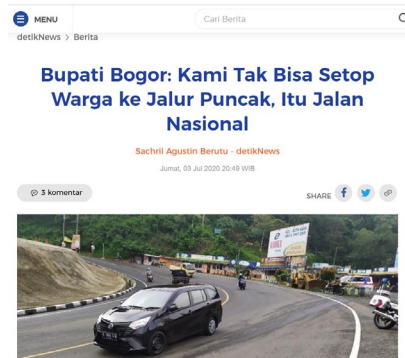 MENU
Cari Berita
detikNews > Berita
Bupati Bogor: Kami Tak Bisa Setop
Warga ke Jalur Puncak, Itu Jalan
Nasional
Sachril Agustin Berutu - detikNews
Jumat, 03 Jul 2020 20:49 WIB
3 komentar
SHARE